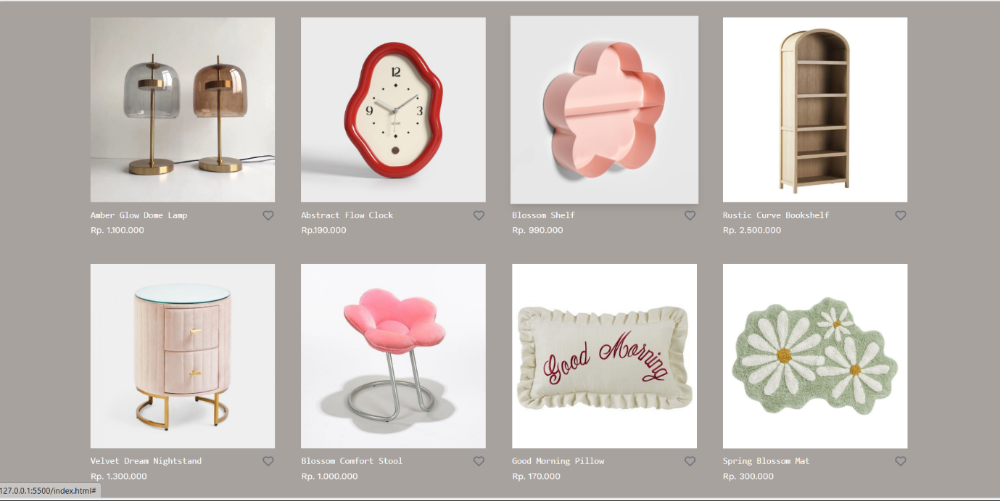 12
9
3
Amber Glow Dome Lamp
Rp. 1.100.000
Abstract Flow Clock
Rp.190.000
Blossom Shelf
Rp. 990.000
Rustic Curve Bookshelf
Rp. 2.500.000
Good Morning
Velvet Dream Nightstand
Rp. 1.300.000
Blossom Comfort Stool
Rp. 1.000.000
Good Morning Pillow
Rp. 170.000
Spring Blossom Mat
Rp. 300.000
127.0.0.1:5500/index.html#